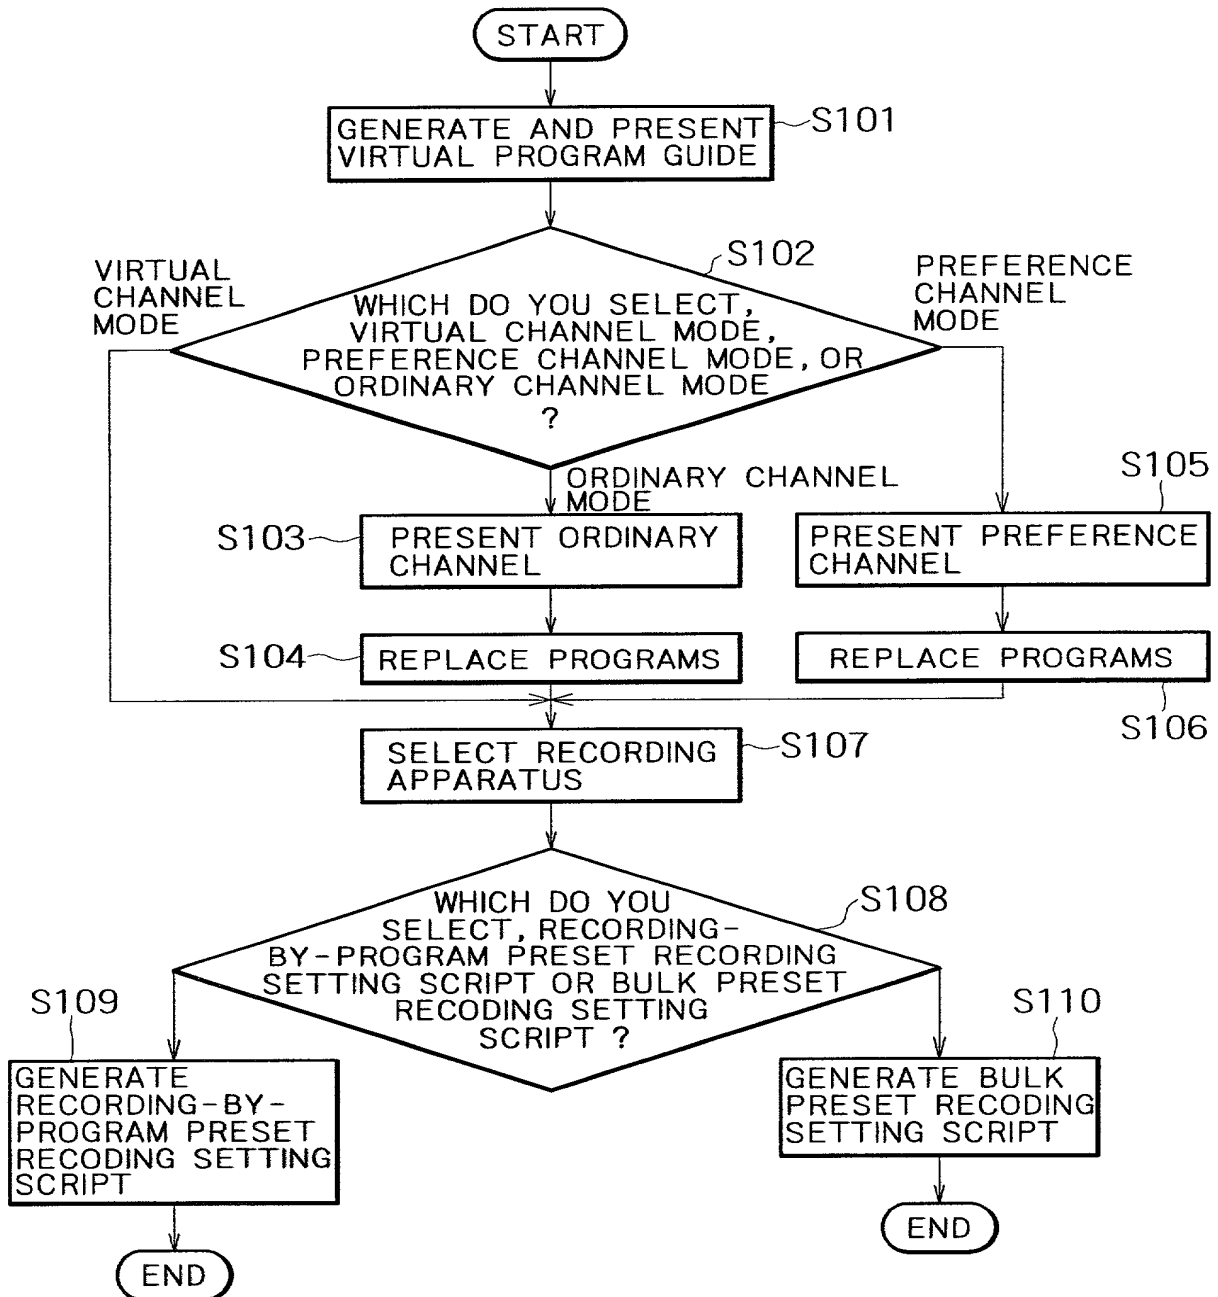 START
GENERATE AND PRESENT
VIRTUAL PROGRAM GUIDE
S101
S102
VIRTUAL
CHANNEL
MODE
PREFERENCE
CHANNEL
MODE
WHICH DO YOU SELECT,
VIRTUAL CHANNEL MODE,
PREFERENCE CHANNEL MODE, OR
ORDINARY CHANNEL MODE
?
ORDINARY CHANNEL
MODE
S105
S103
PRESENT ORDINARY
CHANNEL
PRESENT PREFERENCE
CHANNEL
S104
REPLACE PROGRAMS
REPLACE PROGRAMS
S106
SELECT RECORDING
APPARATUS
S107
WHICH DO YOU
SELECT, RECORDING-
BY-PROGRAM PRESET RECORDING
SETTING SCRIPT OR BULK PRESET
RECODING SETTING
SCRIPT ?
S108
S109
GENERATE
RECORDING-BY-
PROGRAM PRESET
RECODING SETTING
SCRIPT
S110
GENERATE BULK
PRESET RECODING
SETTING SCRIPT
END
END